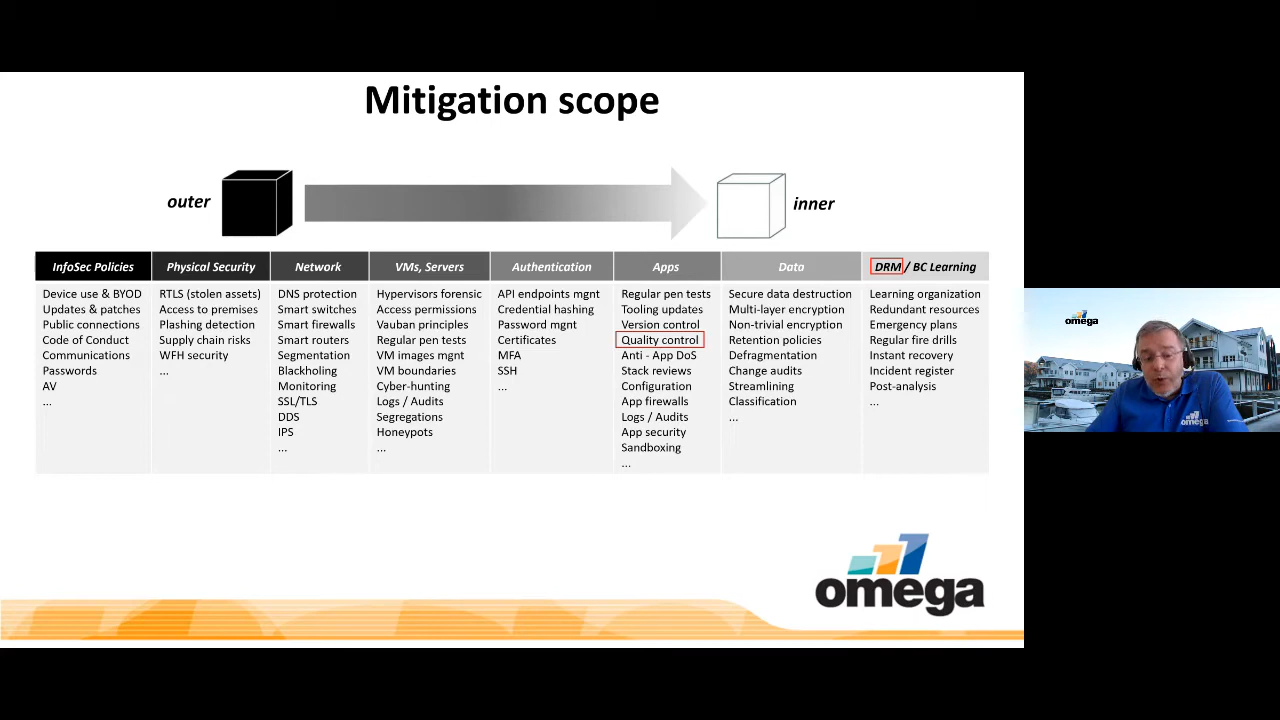 Mitigation scope
outer
inner
InfoSec Policies
Device use & BYOD
Updates & patches
Public connections
Code of Conduct
Communications
Passwords
AV
...
Physical Security
RTLS (stolen assets)
Access to premises
Plashing detection
Supply chain risks
WFH security
...
Network
DNS protection
Smart switches
Smart firewalls
Smart routers
Segmentation
Blackholing
Monitoring
SSL/TLS
DDS
IPS
...
VMs, Servers
Hypervisors forensic
Access permissions
Nouban principles
Regular pen tests
VM images mgnt
VM boundaries
Cyber-hunting
Logs / Audits
Segregations
Honeypots
...
Authentication
API endpoints mgnt
Credential hashing
Password mgnt
Certificates
MFA
SSH
...
Apps
Regular pen tests
Tooling updates
Version control
Quality control
Anti - App DoS
Stack reviews
Configuration
App firewalls
Logs / Audits
App security
Sandboxing
...
Data
Secure data destruction
Multi-layer encryption
Non-trivial encryption
Retention policies
Defragmentation
Change audits
Streamlining
Classification
...
DRM / BC Learning
Learning organization
Redundant resources
Emergency plans
Regular fire drills
Instant recovery
Incident register
Post-analysis
...
omega
omega
omega